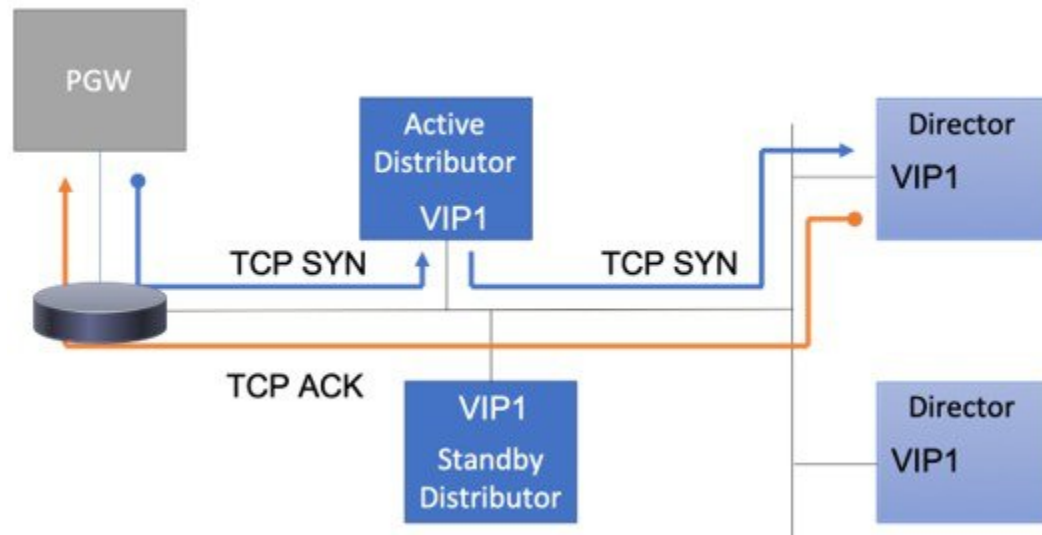 PGW
Active
Distributor
VIP1
Director
VIP1
TCP SYN
TCP SYN
TCP ACK
VIP1
Standby
Distributor
Director
VIP1